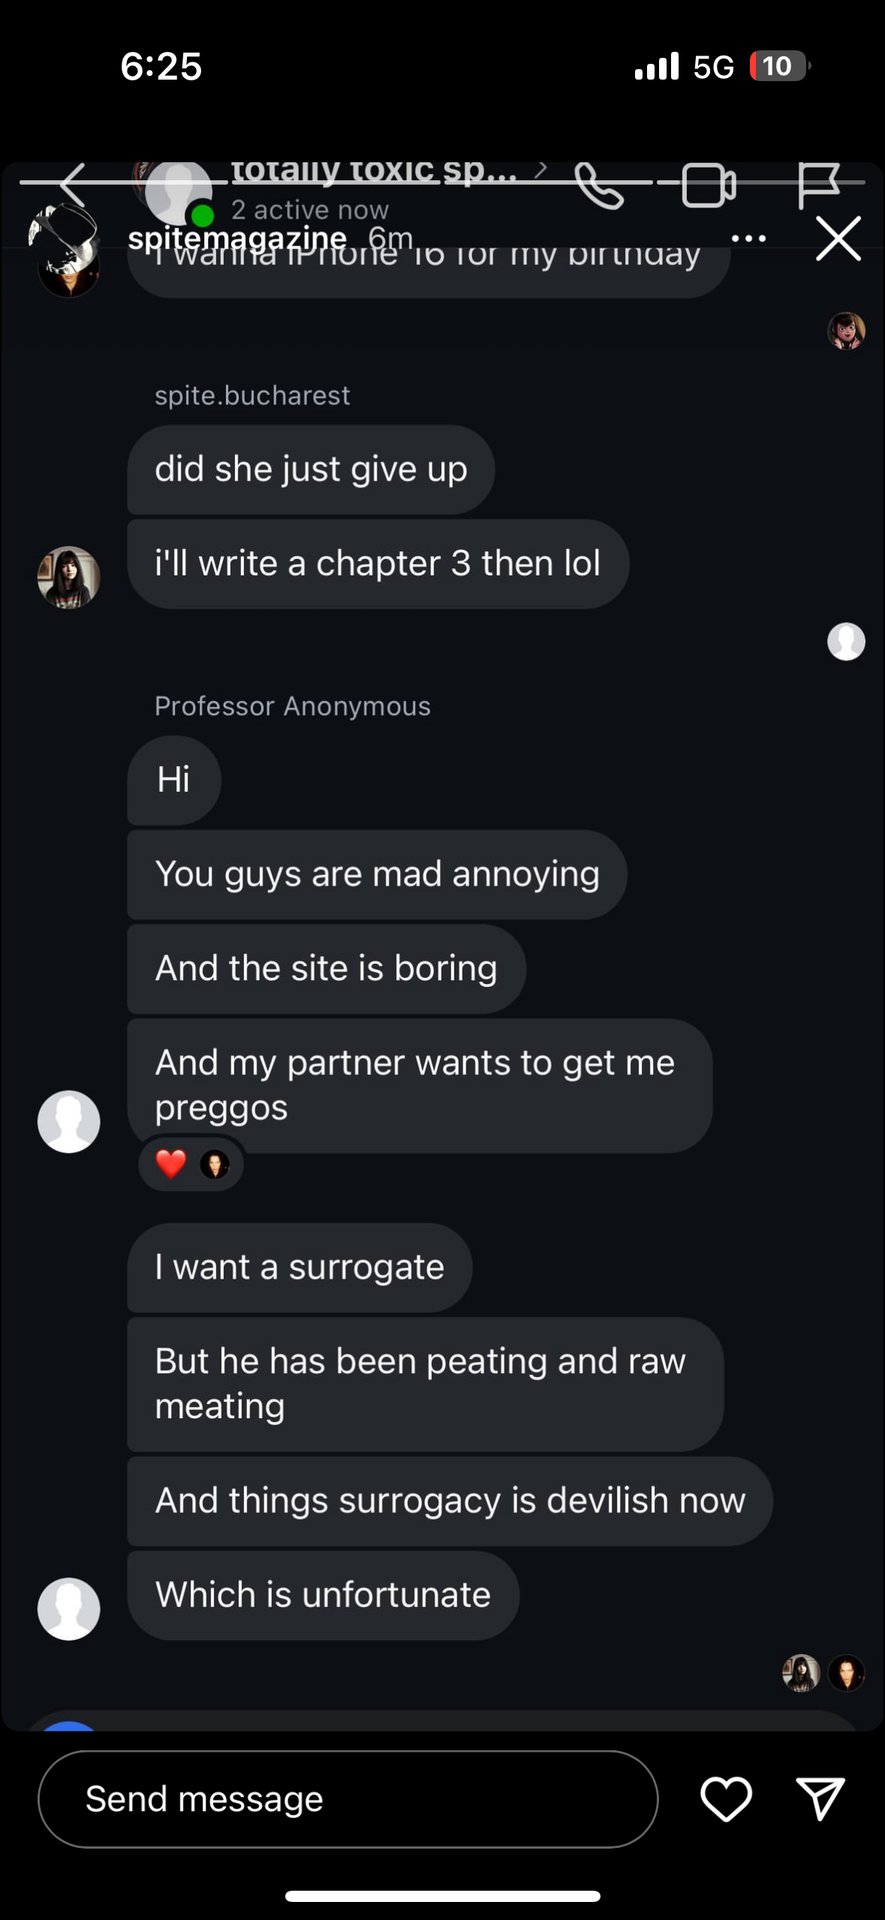 6:25
5G
10
totally toxic sp...
2 active now
spitemagazine 6m
I wanna iPhone 16 for my birthday
spite.bucharest
did she just give up
i'll write a chapter 3 then lol
Professor Anonymous
Hi
You guys are mad annoying
And the site is boring
And my partner wants to get me
preggos
I want a surrogate
But he has been peating and raw
meating
And things surrogacy is devilish now
Which is unfortunate
Send message